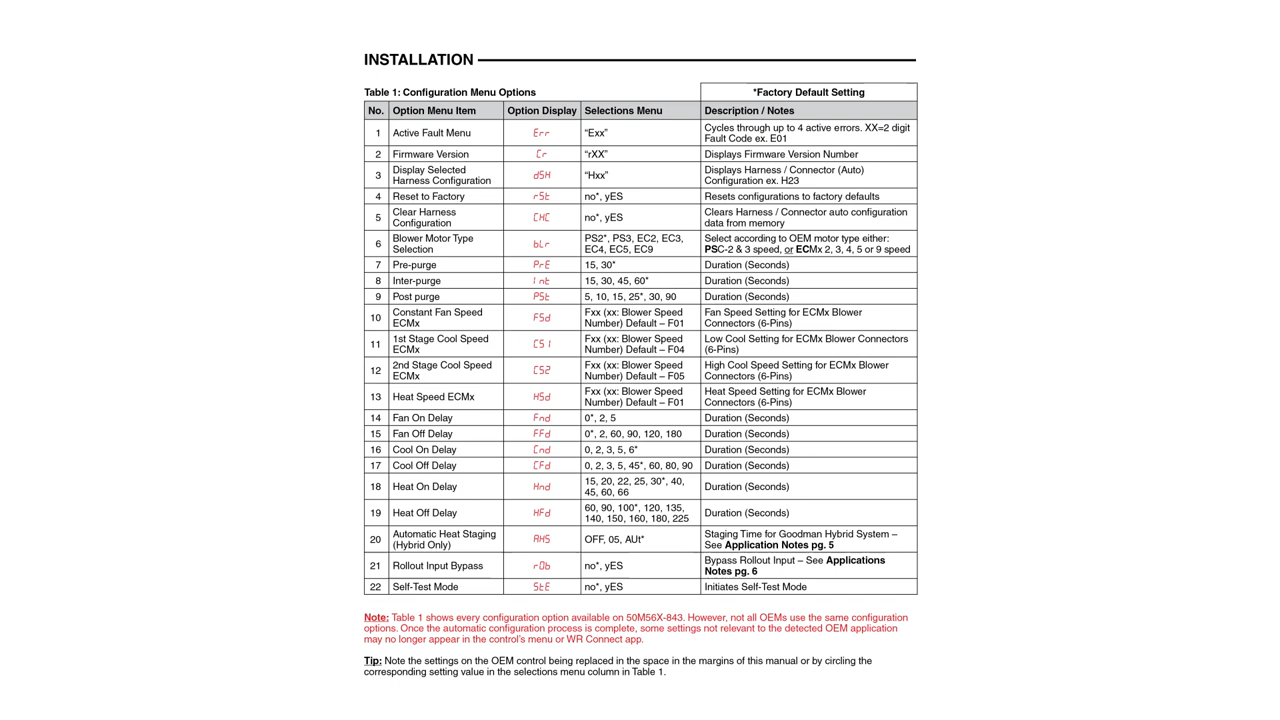 INSTALLATION
Table 1: Configuration Menu Options
*Factory Default Setting
No. Option Menu Item Option Display Selections Menu Description / Notes
1 Active Fault Menu Err “Exx” Cycles through up to 4 active errors. XX=2 digit
Fault Code ex. E01
2 Firmware Version Cr “rXX” Displays Firmware Version Number
3 Display Selected
Harness Configuration dSH “Hxx” Displays Harness / Connector (Auto)
Configuration ex. H23
4 Reset to Factory rSt no*, yES Resets configurations to factory defaults
5 Clear Harness
Configuration CHC no*, yES Clears Harness / Connector auto configuration
data from memory
6 Blower Motor Type
Selection bLr PS2*, PS3, EC2, EC3,
EC4, EC5, EC9 Select according to OEM motor type either:
PSC-2 & 3 speed, or ECMx 2, 3, 4, 5 or 9 speed
7 Pre-purge PrE 15, 30* Duration (Seconds)
8 Inter-purge Int 15, 30, 45, 60* Duration (Seconds)
9 Post purge PSt 5, 10, 15, 25*, 30, 90 Duration (Seconds)
10 Constant Fan Speed
ECMx FSd Fxx (xx: Blower Speed
Number) Default – F01 Fan Speed Setting for ECMx Blower
Connectors (6-Pins)
11 1st Stage Cool Speed
ECMx CS1 Fxx (xx: Blower Speed
Number) Default – F04 Low Cool Setting for ECMx Blower Connectors
(6-Pins)
12 2nd Stage Cool Speed
ECMx CS2 Fxx (xx: Blower Speed
Number) Default – F05 High Cool Speed Setting for ECMx Blower
Connectors (6-Pins)
13 Heat Speed ECMx HSd Fxx (xx: Blower Speed
Number) Default – F01 Heat Speed Setting for ECMx Blower
Connectors (6-Pins)
14 Fan On Delay Fnd 0*, 2, 5 Duration (Seconds)
15 Fan Off Delay FFd 0*, 2, 60, 90, 120, 180 Duration (Seconds)
16 Cool On Delay Cnd 0, 2, 3, 5, 6* Duration (Seconds)
17 Cool Off Delay CFd 0, 2, 3, 5, 45*, 60, 80, 90 Duration (Seconds)
18 Heat On Delay Hnd 15, 20, 22, 25, 30*, 40,
45, 60, 66 Duration (Seconds)
19 Heat Off Delay HFd 60, 90, 100*, 120, 135,
140, 150, 160, 180, 225 Duration (Seconds)
20 Automatic Heat Staging
(Hybrid Only) AHS OFF, 05, AUt* Staging Time for Goodman Hybrid System –
See Application Notes pg. 5
21 Rollout Input Bypass rOb no*, yES Bypass Rollout Input – See Applications
Notes pg. 6
22 Self-Test Mode StE no*, yES Initiates Self-Test Mode
Note: Table 1 shows every configuration option available on 50M56X-843. However, not all OEMs use the same configuration
options. Once the automatic configuration process is complete, some settings not relevant to the detected OEM application
may no longer appear in the control’s menu or WR Connect app.
Tip: Note the settings on the OEM control being replaced in the space in the margins of this manual or by circling the
corresponding setting value in the selections menu column in Table 1.